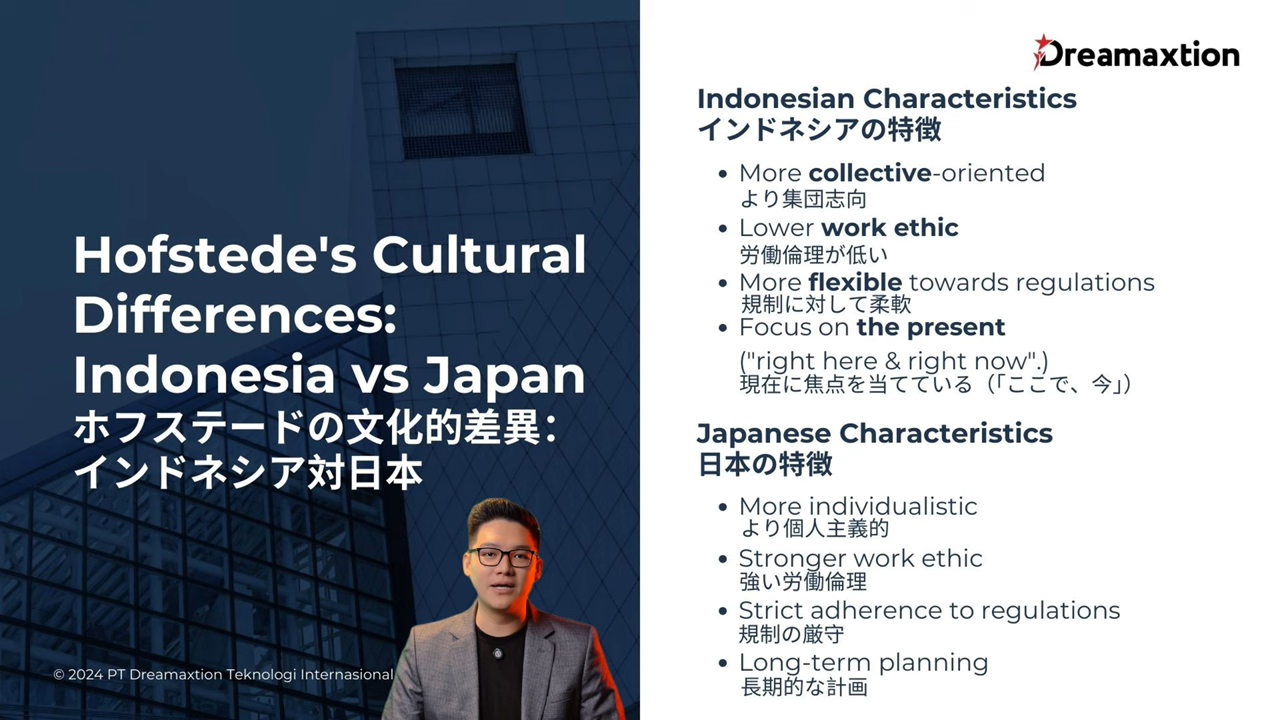 Hofstede's Cultural
Differences:
Indonesia vs Japan
ホフステードの文化的差異：
インドネシア対日本
© 2024 PT Dreamaxtion Teknologi Internasional
Dreamaxtion
Indonesian Characteristics
インドネシアの特徴
• More collective-oriented
より集団志向
• Lower work ethic
労働倫理が低い
• More flexible towards regulations
規制に対して柔軟
• Focus on the present
("right here & right now".)
現在に焦点を当てている（「ここで、今」）
Japanese Characteristics
日本の特徴
• More individualistic
より個人主義的
• Stronger work ethic
強い労働倫理
• Strict adherence to regulations
規制の厳守
• Long-term planning
長期的な計画